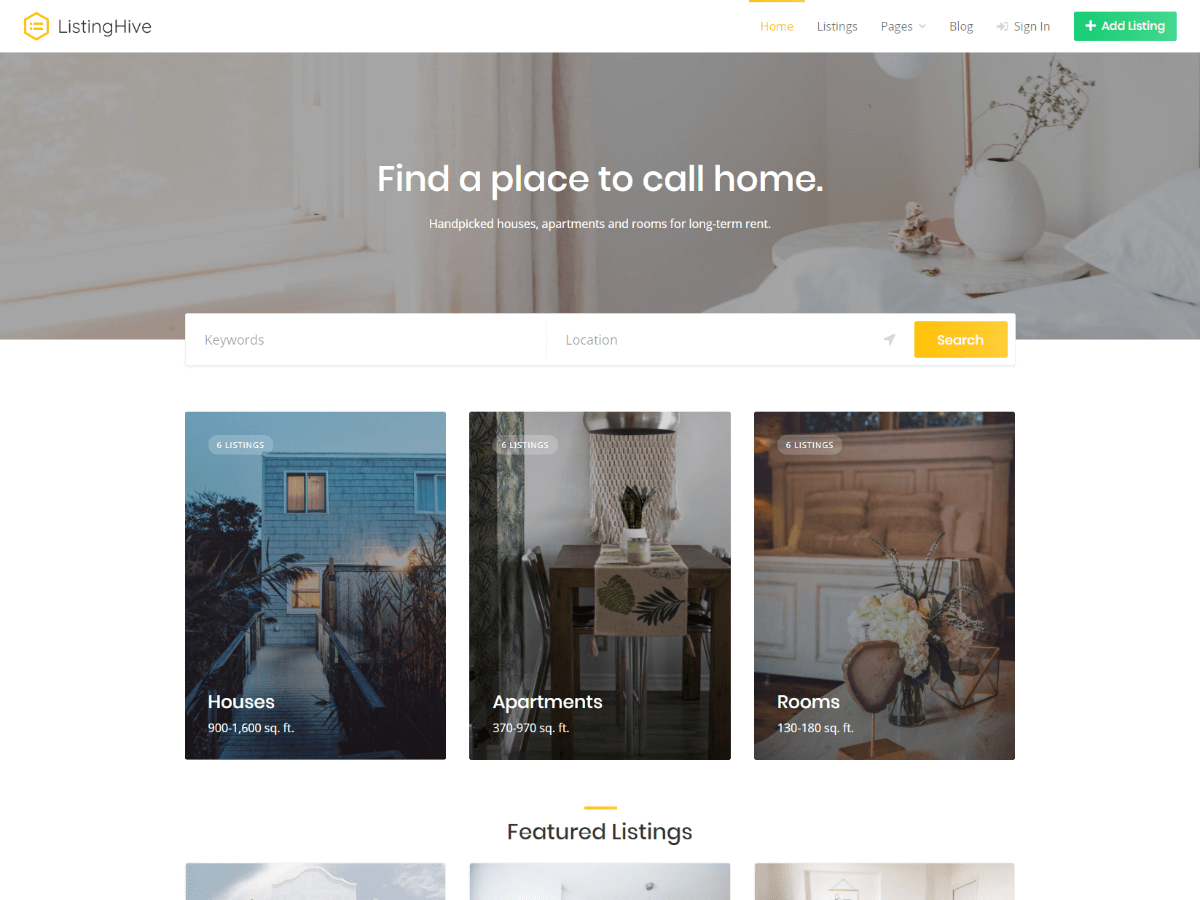 ListingHive
Home
Listings
Pages
Blog
Sign In
Add Listing
Find a place to call home.
Handpicked houses, apartments and rooms for long-term rent.
Keywords
Location
Search
6 LISTINGS
Houses
900-1,600 sq. ft.
6 LISTINGS
Apartments
370-970 sq. ft.
6 LISTINGS
Rooms
130-180 sq. ft.
Featured Listings